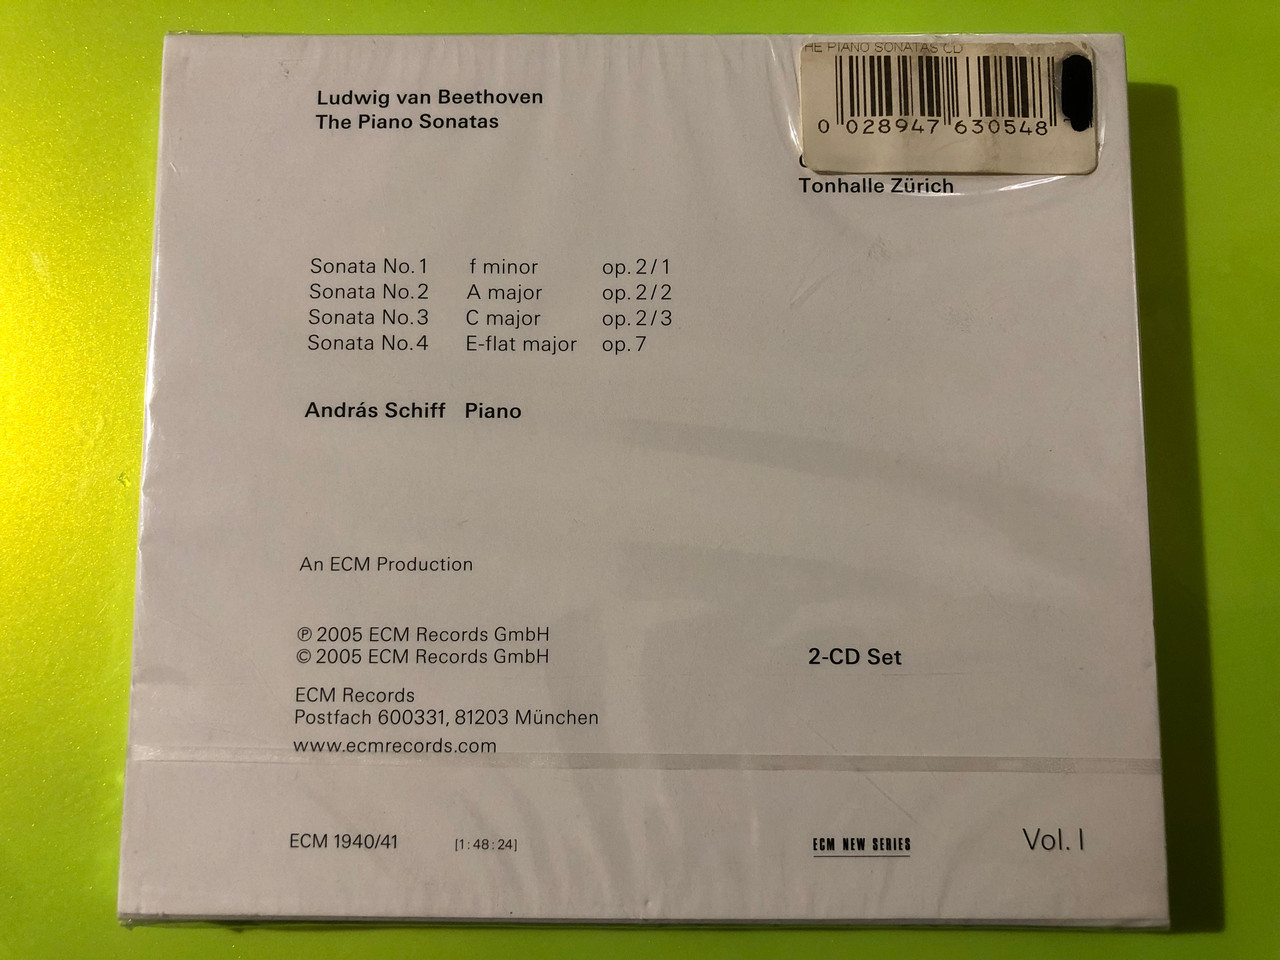 Ludwig van Beethoven
The Piano Sonatas
HE PIANO SONATAS CD
0 028947 630548
Tonhalle Zürich
Sonata No. 1 f minor op. 2/1
Sonata No. 2 A major op. 2/2
Sonata No. 3 C major op. 2/3
Sonata No. 4 E-flat major op. 7
András Schiff Piano
An ECM Production
℗ 2005 ECM Records GmbH
© 2005 ECM Records GmbH
2-CD Set
ECM Records
Postfach 600331, 81203 München
www.ecmrecords.com
ECM 1940/41 [1:48:24]
ECM NEW SERIES
Vol. I